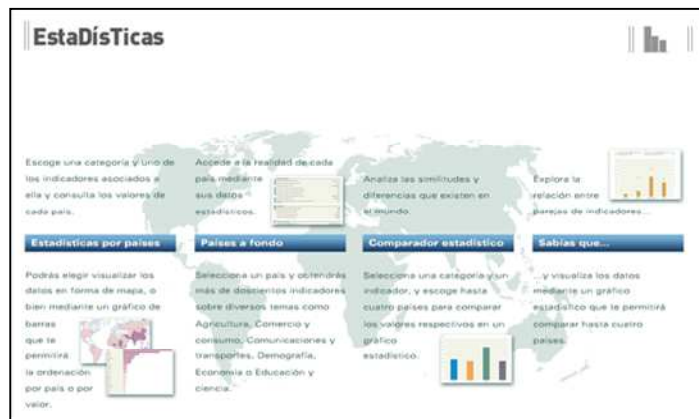 EstaDísTicas
Escoge una categoría y uno de
los indicadores asociados a
ella y consulta los valores de
cada país.
Accede a la realidad de cada
país mediante
sus datos
estadísticos.
Analiza las similitudes y
diferencias que existen en
el mundo.
Explora la
relación entre
parejas de indicadores...
Estadísticas por países
Países a fondo
Comparador estadístico
Sabías que...
Podrás elegir visualizar los
datos en forma de mapa, o
bien mediante un gráfico de
barras
que te
permitirá
la ordenación
por país o por
valor.
Selecciona un país y obtendrás
más de doscientos indicadores
sobre diversos temas como
Agricultura, Comercio y
consumo, Comunicaciones y
transportes, Demografía,
Economía o Educación y
ciencia.
Selecciona una categoría y un
indicador, y escoge hasta
cuatro países para comparar
los valores respectivos en un
gráfico
estadístico.
...y visualiza los datos
mediante un gráfico
estadístico que te permitirá
comparar hasta cuatro
países.